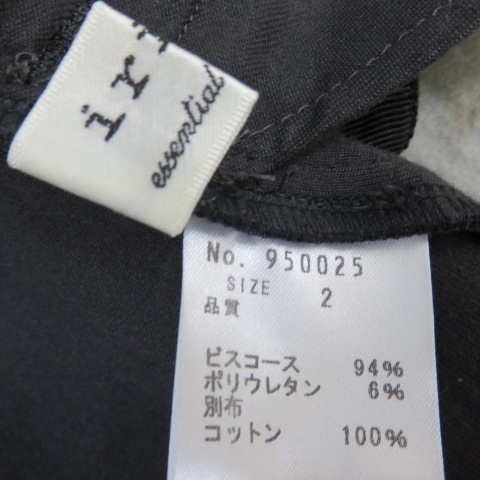 essential
No. 950025
SIZE 2
品質
ビスコース 94%
ポリウレタン 6%
別布
コットン 100%